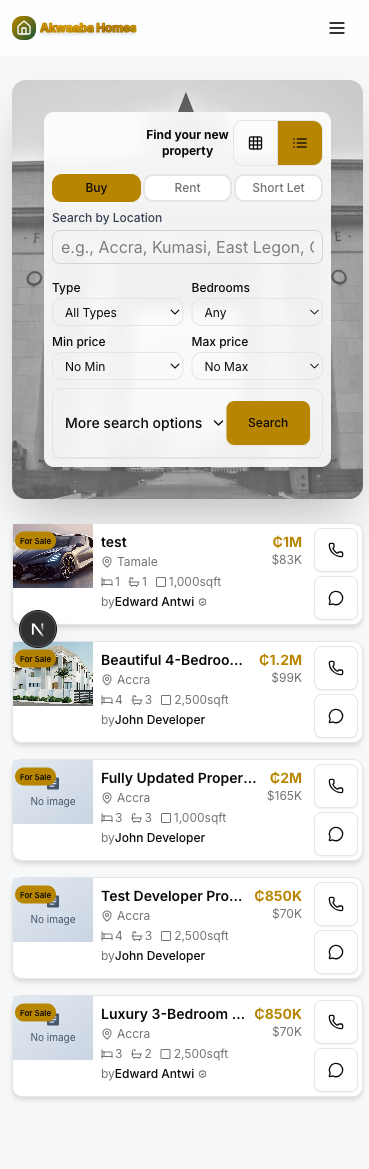 Akwaaba Homes
Find your new
property
Buy
Rent
Short Let
Search by Location
e.g., Accra, Kumasi, East Legon, C
Type
Bedrooms
All Types
Any
Min price
Max price
No Min
No Max
More search options
Search
For Sale
test
₵1M
Tamale
$83K
1 1 1,000sqft
byEdward Antwi
N
For Sale
Beautiful 4-Bedroo...
₵1.2M
Accra
$99K
4 3 2,500sqft
byJohn Developer
For Sale
No image
Fully Updated Proper...
₵2M
Accra
$165K
3 3 1,000sqft
byJohn Developer
For Sale
No image
Test Developer Pro...
₵850K
Accra
$70K
4 3 2,500sqft
byJohn Developer
For Sale
No image
Luxury 3-Bedroom ...
₵850K
Accra
$70K
3 2 2,500sqft
byEdward Antwi